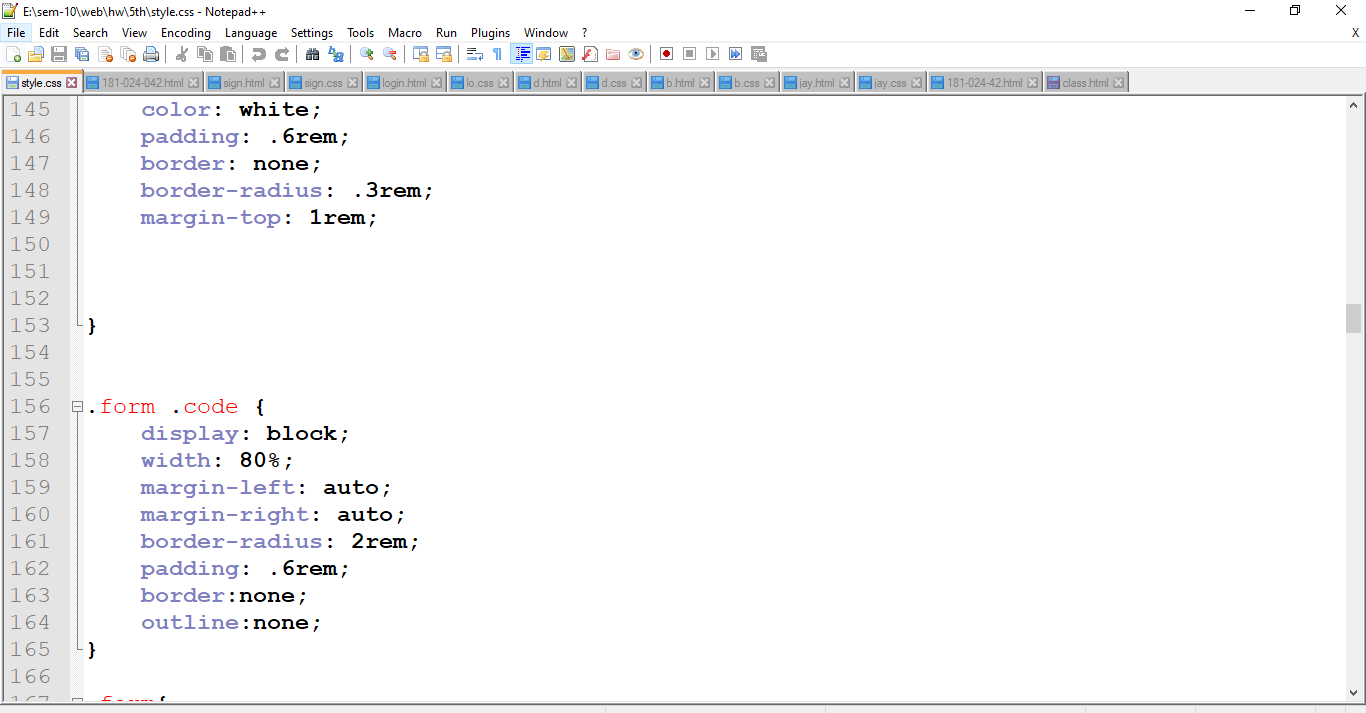 E:\sem-10\web\hw\5th\style.css - Notepad++
File Edit Search View Encoding Language Settings Tools Macro Run Plugins Window ? X
style.css 181-024-042.html sign.html sign.css login.html lo.css d.html d.css b.html b.css jay.html jay.css 181-024-42.html class.html
145 color: white;
146 padding: .6rem;
147 border: none;
148 border-radius: .3rem;
149 margin-top: 1rem;
150
151
152
153 }
154
155
156 .form .code {
157 display: block;
158 width: 80%;
159 margin-left: auto;
160 margin-right: auto;
161 border-radius: 2rem;
162 padding: .6rem;
163 border:none;
164 outline:none;
165 }
166